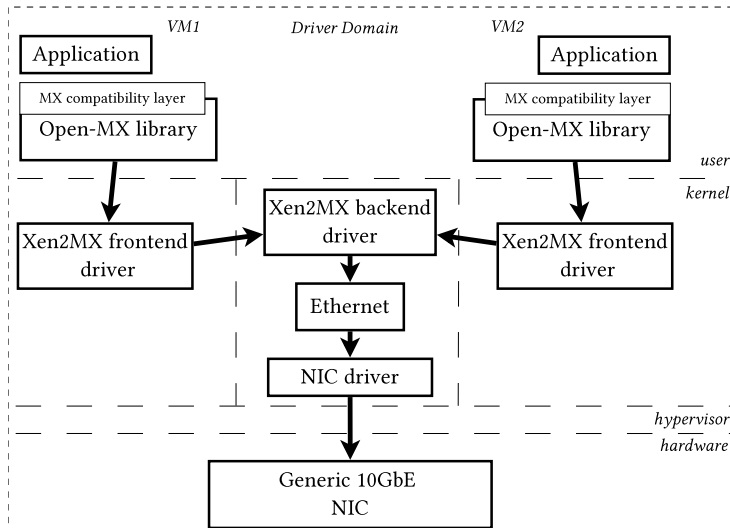 VM1
Driver Domain
VM2
Application
Application
MX compatibility layer
MX compatibility layer
Open-MX library
Open-MX library
user
kernel
Xen2MX frontend
driver
Xen2MX backend
driver
Xen2MX frontend
driver
Ethernet
NIC driver
hypervisor
hardware
Generic 10GbE
NIC